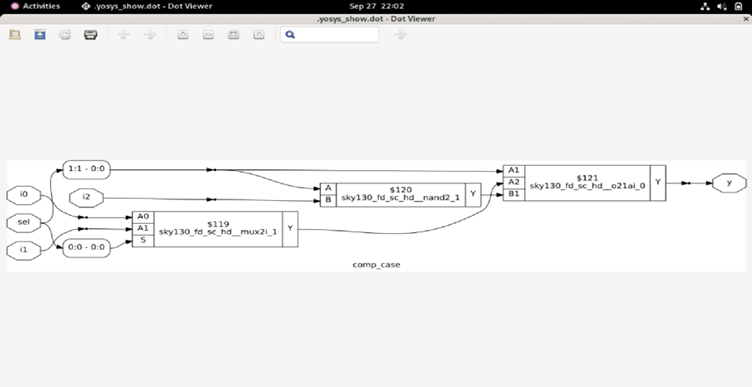 Activities
.yosys_show.dot - Dot Viewer
Sep 27 22:02
.yosys_show.dot - Dot Viewer
1:1 - 0:0
A1
$121
sky130_fd_sc_hd__o21ai_0
Y
A2
B1
y
i0
i2
A
$120
sky130_fd_sc_hd__nand2_1
Y
B
sel
A0
$119
sky130_fd_sc_hd__mux2i_1
Y
A1
S
i1
0:0 - 0:0
comp_case